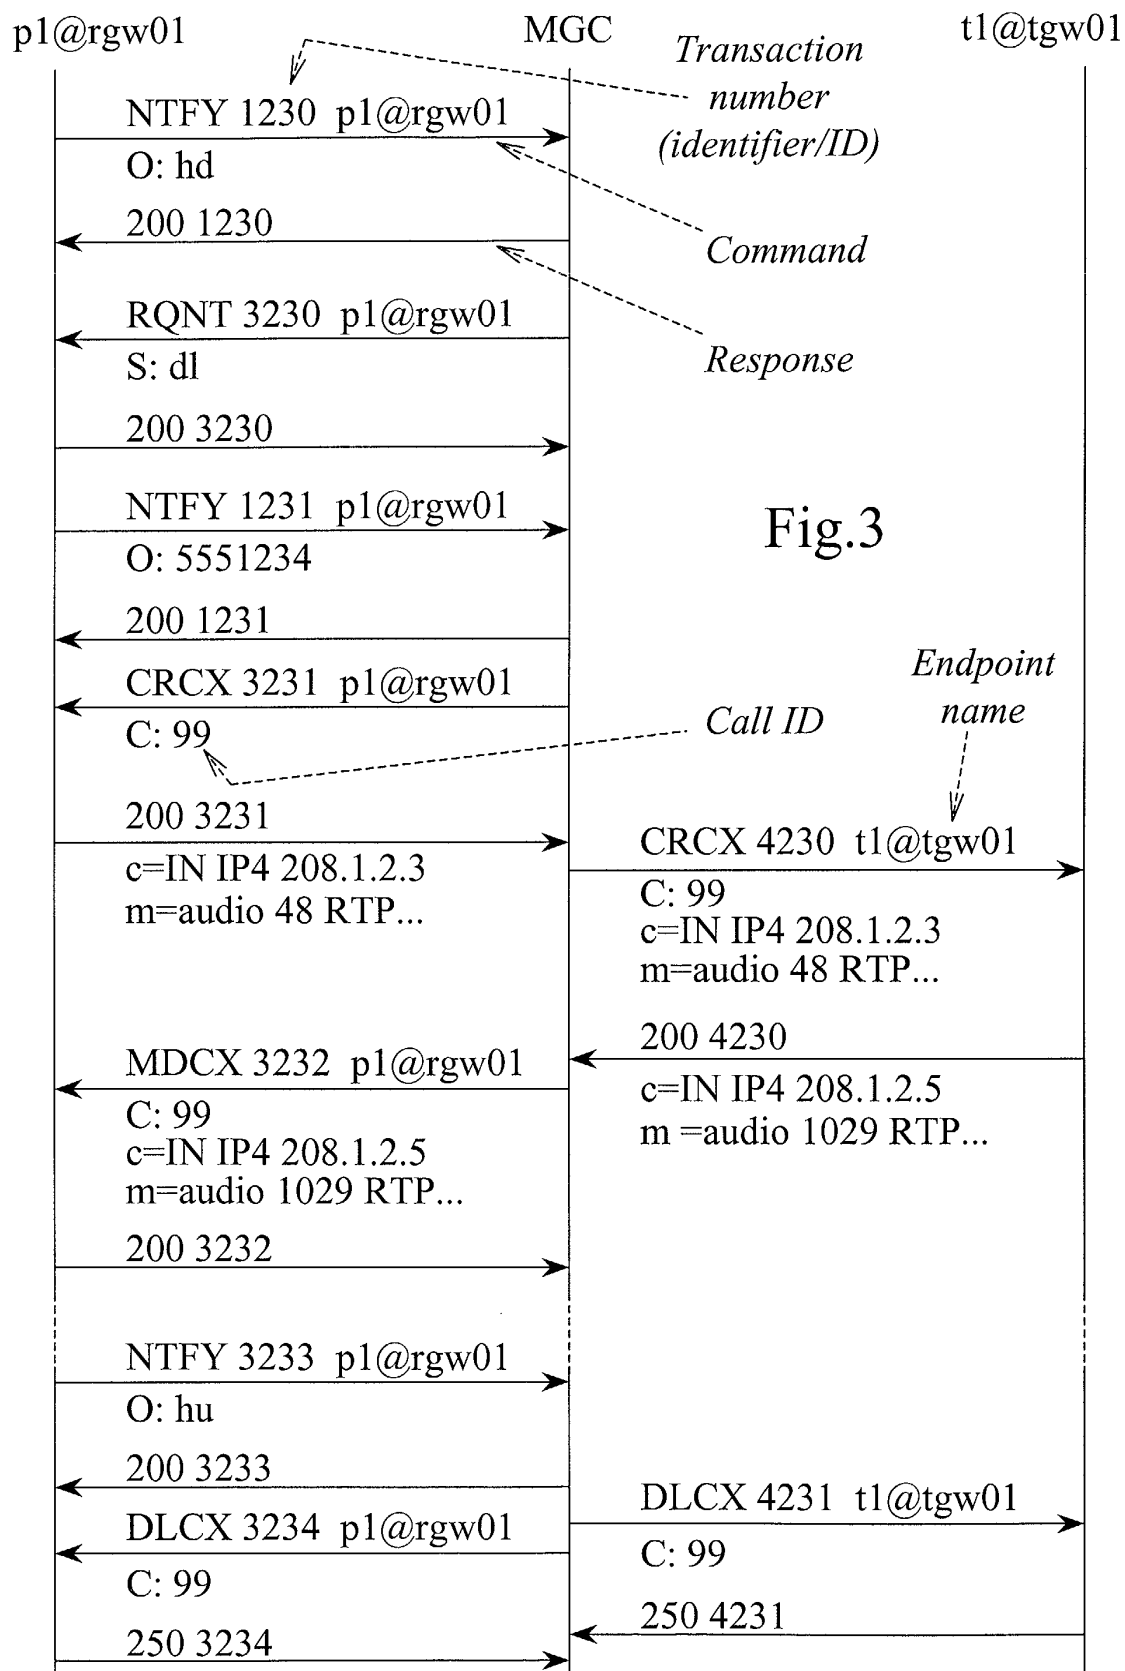 p1@rgw01
MGC
t1@tgw01
Transaction
number
(identifier/ID)
NTFY 1230 p1@rgw01
O: hd
200 1230
Command
RQNT 3230 p1@rgw01
S: dl
Response
200 3230
NTFY 1231 p1@rgw01
O: 5551234
Fig.3
200 1231
CRCX 3231 p1@rgw01
C: 99
Call ID
Endpoint
name
200 3231
c=IN IP4 208.1.2.3
m=audio 48 RTP...
CRCX 4230 t1@tgw01
C: 99
c=IN IP4 208.1.2.3
m=audio 48 RTP...
200 4230
c=IN IP4 208.1.2.5
m =audio 1029 RTP...
MDCX 3232 p1@rgw01
C: 99
c=IN IP4 208.1.2.5
m=audio 1029 RTP...
200 3232
NTFY 3233 p1@rgw01
O: hu
200 3233
DLCX 4231 t1@tgw01
C: 99
DLCX 3234 p1@rgw01
C: 99
250 4231
250 3234